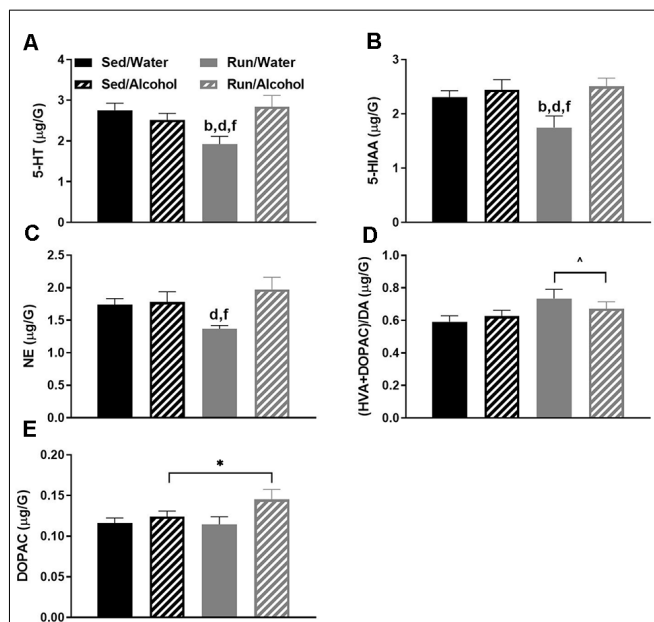 A
Sed/Water
Run/Water
Sed/Alcohol
Run/Alcohol
5-HT (µg/G)
4
3
2
1
0
b,d,f
B
5-HIAA (µg/G)
3
2
1
0
b,d,f
C
NE (µg/G)
2.5
2.0
1.5
1.0
0.5
0.0
d,f
D
(HVA+DOPAC)/DA (µg/G)
1.0
0.8
0.6
0.4
0.2
0.0
^
E
DOPAC (µg/G)
0.20
0.15
0.10
0.05
0.00
*